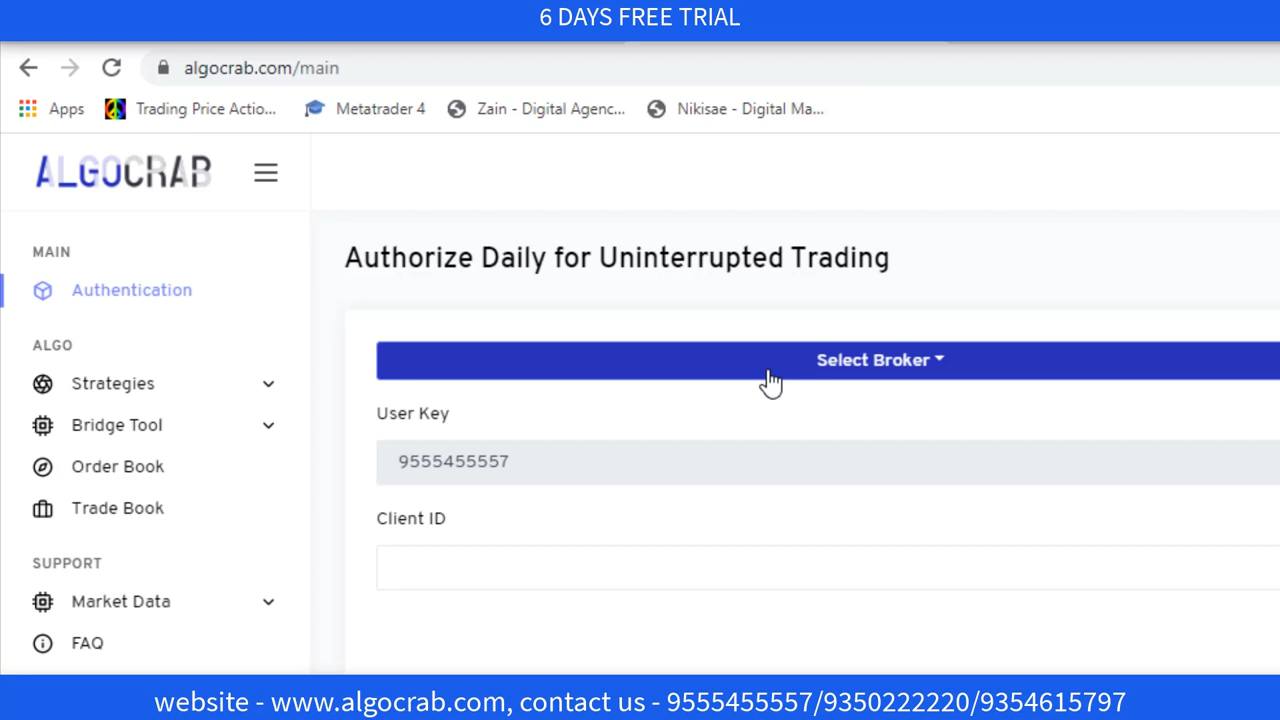 6 DAYS FREE TRIAL
algocrab.com/main
Apps Trading Price Actio... Metatrader 4 Zain - Digital Agenc... Nikisae - Digital Ma...
ALGOCRAB
MAIN
Authentication
ALGO
Strategies
Bridge Tool
Order Book
Trade Book
SUPPORT
Market Data
FAQ
Authorize Daily for Uninterrupted Trading
Select Broker
User Key
9555455557
Client ID
website - www.algocrab.com, contact us - 9555455557/9350222220/9354615797